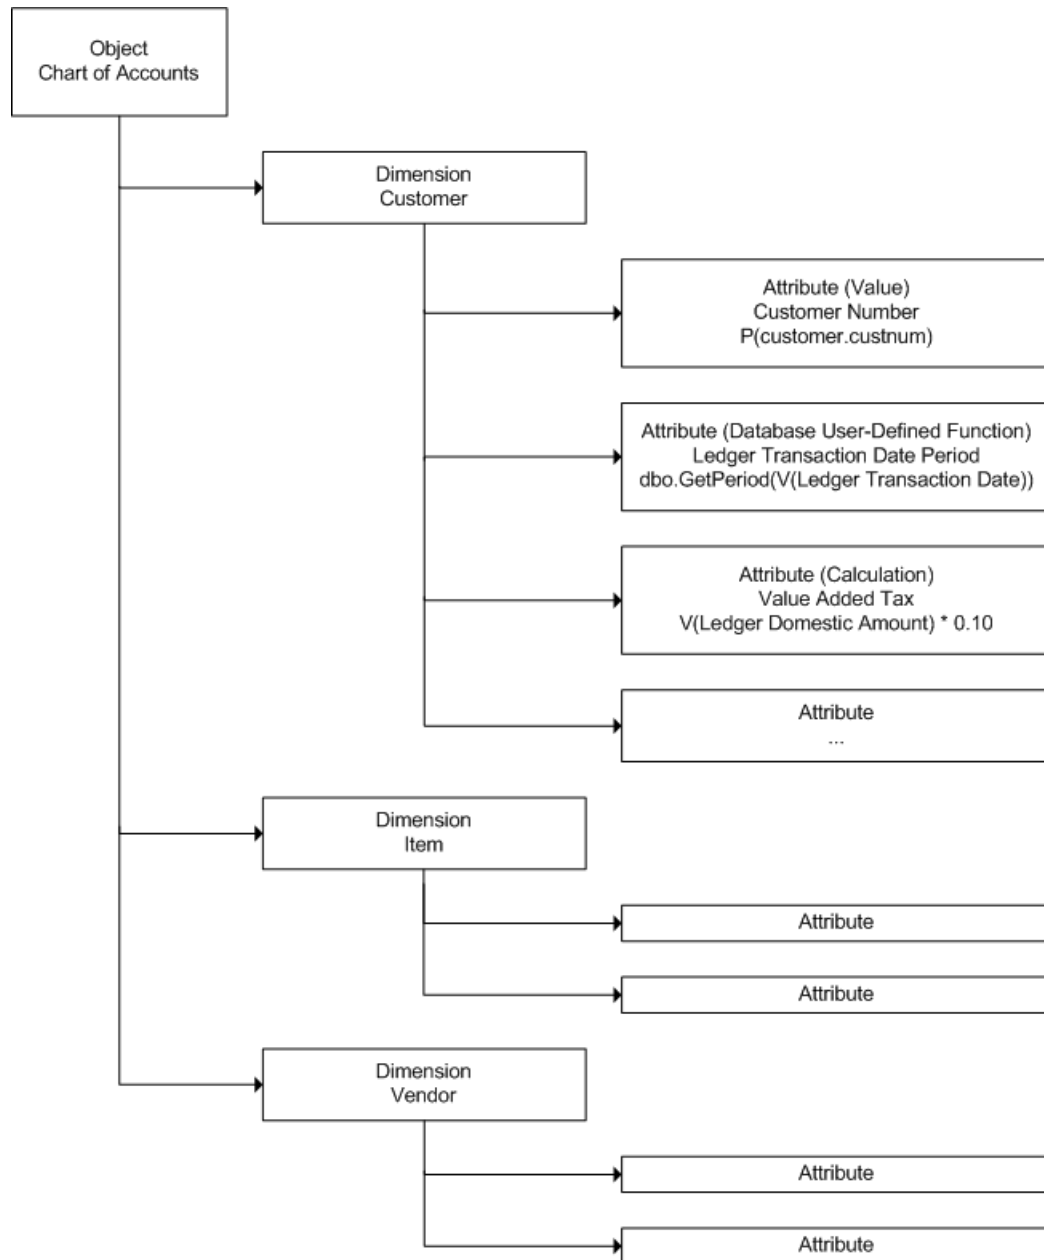 Object
Chart of Accounts
Dimension
Customer
Attribute (Value)
Customer Number
P(customer.custnum)
Attribute (Database User-Defined Function)
Ledger Transaction Date Period
dbo.GetPeriod(V(Ledger Transaction Date))
Attribute (Calculation)
Value Added Tax
V(Ledger Domestic Amount) * 0.10
Attribute
...
Dimension
Item
Attribute
Attribute
Dimension
Vendor
Attribute
Attribute